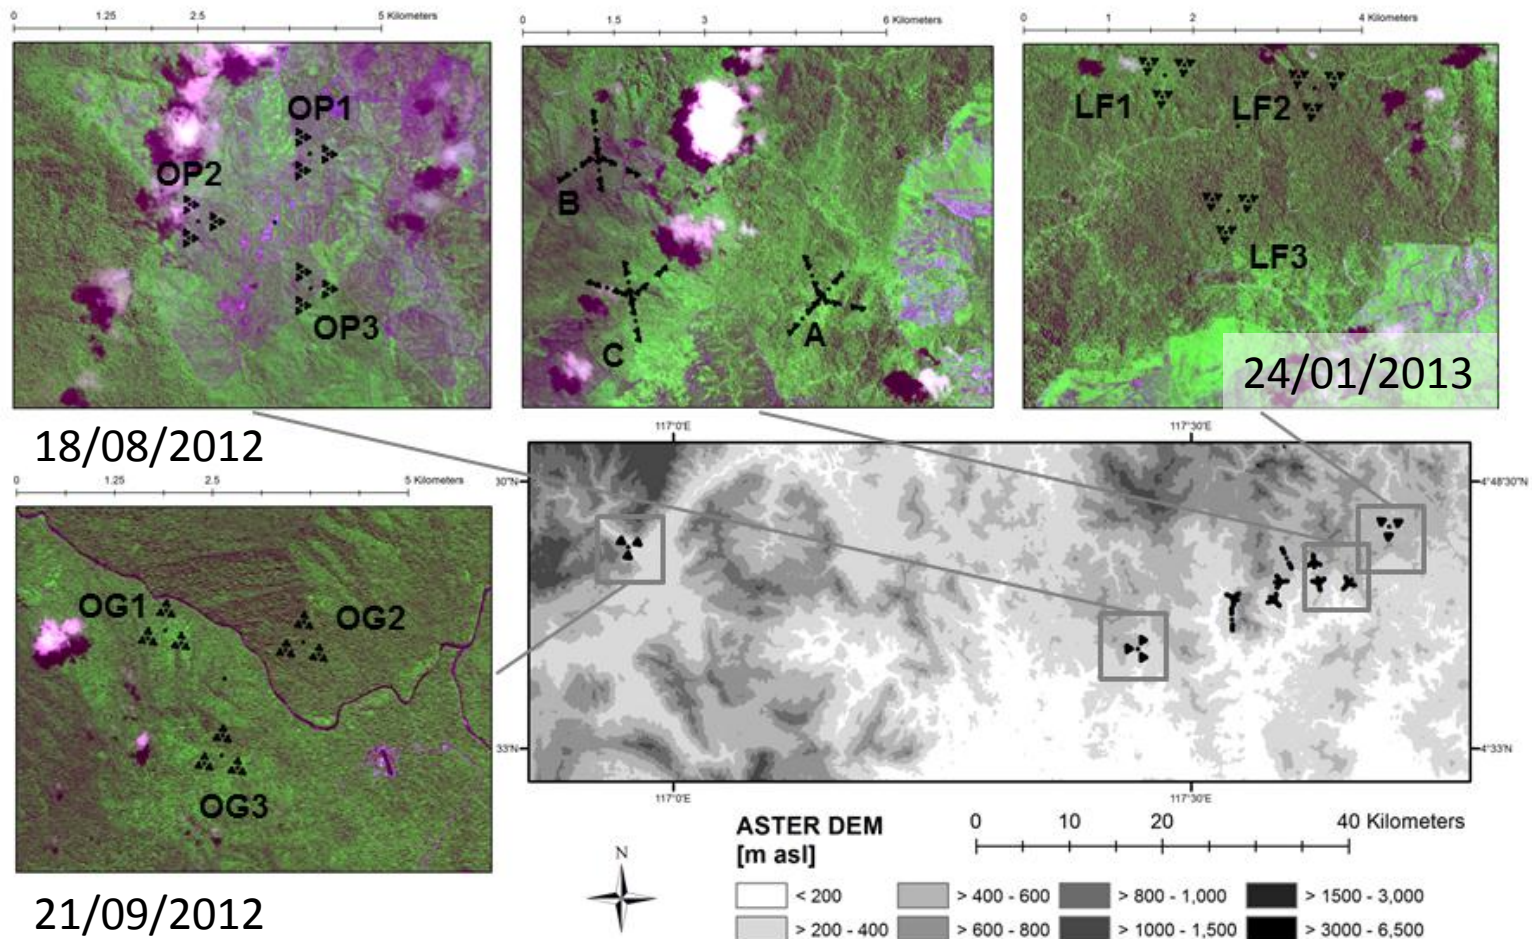 0 1.25 2.5 5 Kilometers
OP1
OP2
OP3
18/08/2012
0 1.5 3 6 Kilometers
B
C
A
0 1 2 4 Kilometers
LF1
LF2
LF3
24/01/2013
0 1.25 2.5 5 Kilometers
OG1
OG2
OG3
21/09/2012
117°0'E 117°30'E
30"N 4°48'30"N
33'N 4°33'N
117°0'E 117°30'E
N
ASTER DEM
[m asl]
0 10 20 40 Kilometers
< 200 > 400 - 600 > 800 - 1,000 > 1500 - 3,000
> 200 - 400 > 600 - 800 > 1000 - 1,500 > 3000 - 6,500